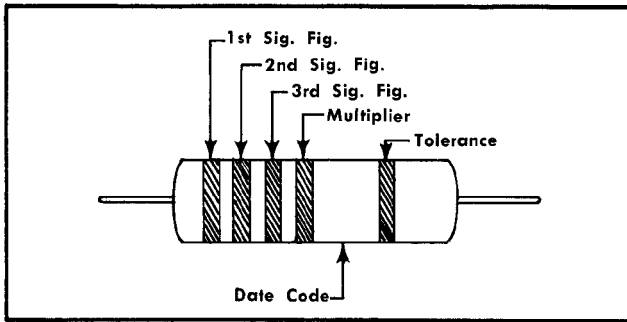 1st Sig. Fig.
2nd Sig. Fig.
3rd Sig. Fig.
Multiplier
Tolerance
Date Code